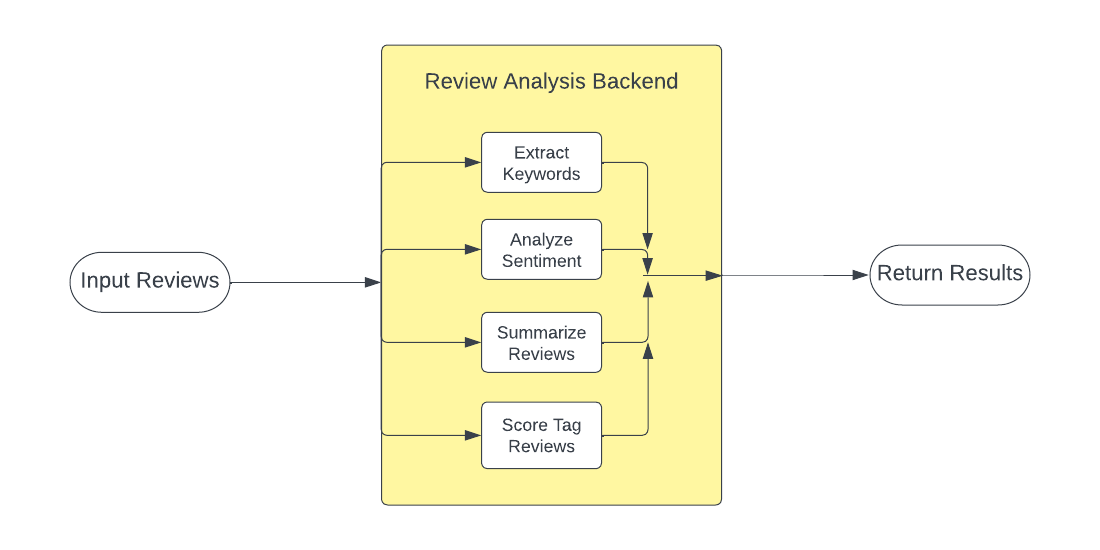 Review Analysis Backend
Extract
Keywords
Analyze
Sentiment
Input Reviews
Return Results
Summarize
Reviews
Score Tag
Reviews